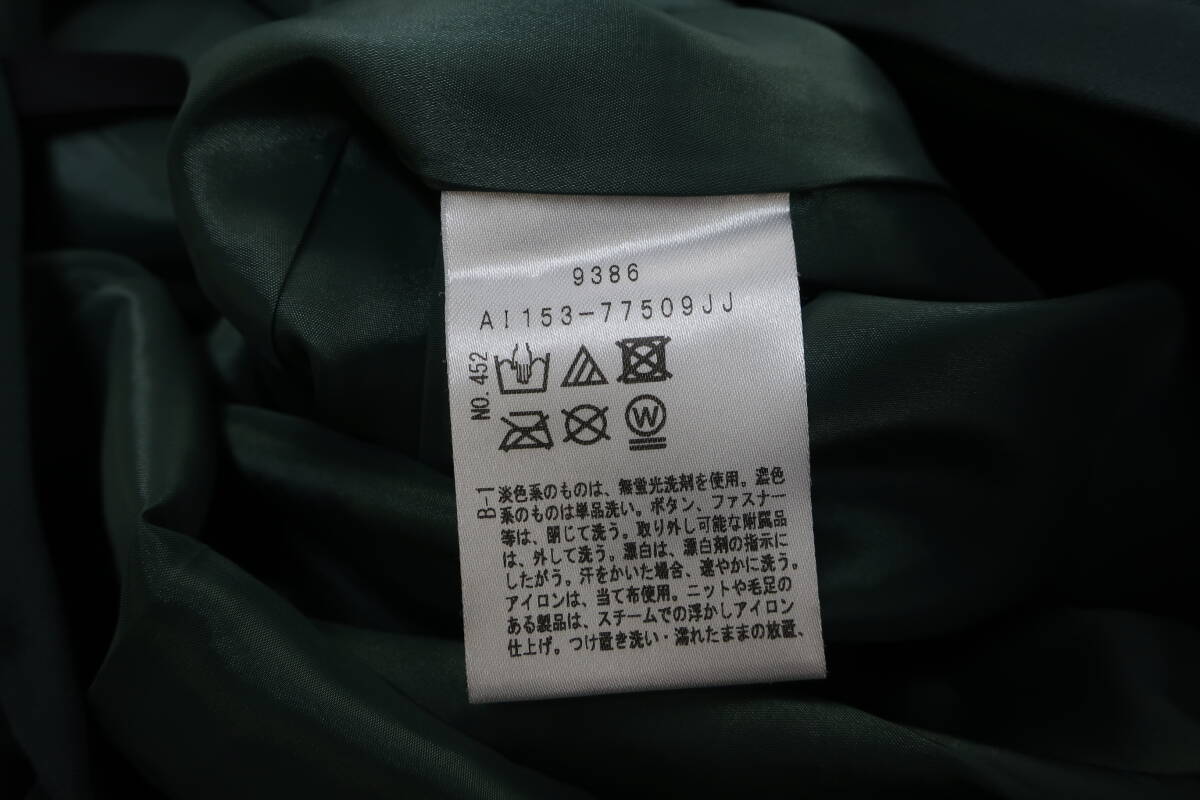 9386
AI153-77509JJ
NO.452
W
B-1
淡色系のものは、無蛍光洗剤を使用。濃色
系のものは単品洗い。ボタン、ファスナー
等は、閉じて洗う。取り外し可能な附属品
は、外して洗う。漂白は、漂白剤の指示に
したがう。汗をかいた場合、速やかに洗う。
アイロンは、当て布使用。ニットや毛足の
ある製品は、スチームでの浮かしアイロン
仕上げ。つけ置き洗い・濡れたままの放置、